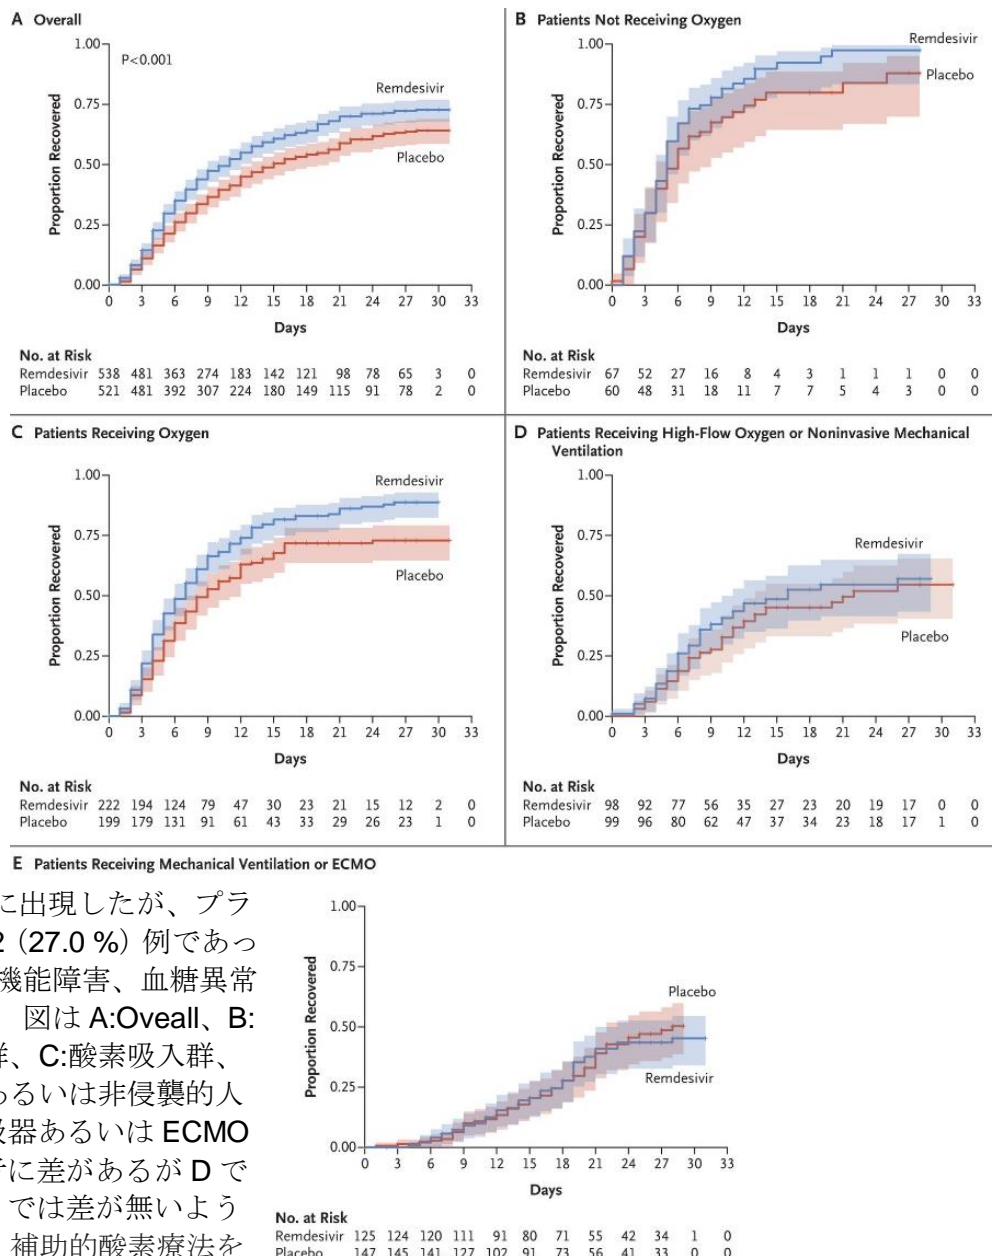 A Overall
1.00
0.75
0.50
0.25
0.00
Proportion Recovered
P<0.001
Remdesivir
Placebo
0 3 6 9 12 15 18 21 24 27 30 33
Days
No. at Risk
Remdesivir 538 481 363 274 183 142 121 98 78 65 3 0
Placebo 521 481 392 307 224 180 149 115 91 78 2 0
B Patients Not Receiving Oxygen
1.00
0.75
0.50
0.25
0.00
Proportion Recovered
Remdesivir
Placebo
0 3 6 9 12 15 18 21 24 27 30 33
Days
No. at Risk
Remdesivir 67 52 27 16 8 4 3 1 1 1 0 0
Placebo 60 48 31 18 11 7 7 5 4 3 0 0
C Patients Receiving Oxygen
1.00
0.75
0.50
0.25
0.00
Proportion Recovered
Remdesivir
Placebo
0 3 6 9 12 15 18 21 24 27 30 33
Days
No. at Risk
Remdesivir 222 194 124 79 47 30 23 21 15 12 2 0
Placebo 199 179 131 91 61 43 33 29 26 23 1 0
D Patients Receiving High-Flow Oxygen or Noninvasive Mechanical
Ventilation
1.00
0.75
0.50
0.25
0.00
Proportion Recovered
Remdesivir
Placebo
0 3 6 9 12 15 18 21 24 27 30 33
Days
No. at Risk
Remdesivir 98 92 77 56 35 27 23 20 19 17 0 0
Placebo 99 96 80 62 47 37 34 23 18 17 1 0
E Patients Receiving Mechanical Ventilation or ECMO
に出現したが、プラ
2（27.0 %）例であっ
機能障害、血糖異常
図は A:Oveall、B:
群、C:酸素吸入群、
あるいは非侵襲的人
吸器あるいは ECMO
に差があるが D で
では差が無いよう
補助的酸素療法を
1.00
0.75
0.50
0.25
0.00
Proportion Recovered
Placebo
Remdesivir
0 3 6 9 12 15 18 21 24 27 30 33
Days
No. at Risk
Remdesivir 125 124 120 111 91 80 71 55 42 34 1 0
Placebo 147 145 141 127 102 91 73 56 41 33 0 0